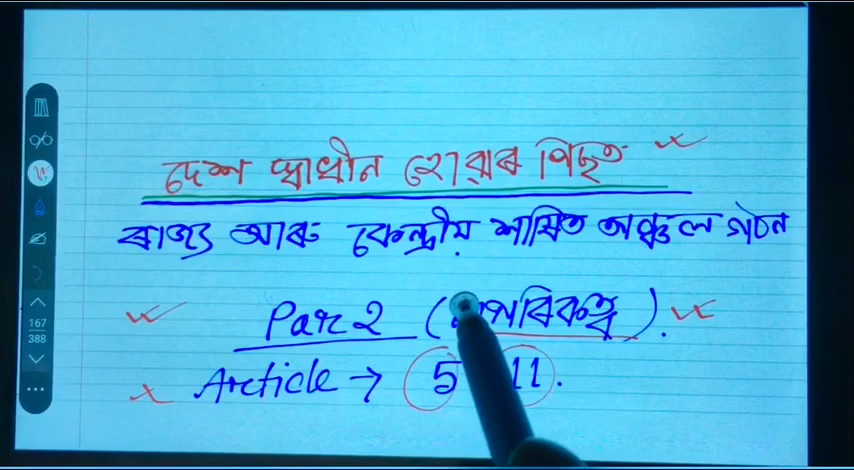 দেশ স্বাধীন হোৱাৰ পিছত
ৰাজ্য আৰু কেন্দ্ৰীয় শাষিত অঞ্চল গঠন
Part 2 (
Article → 5 11.
167
388